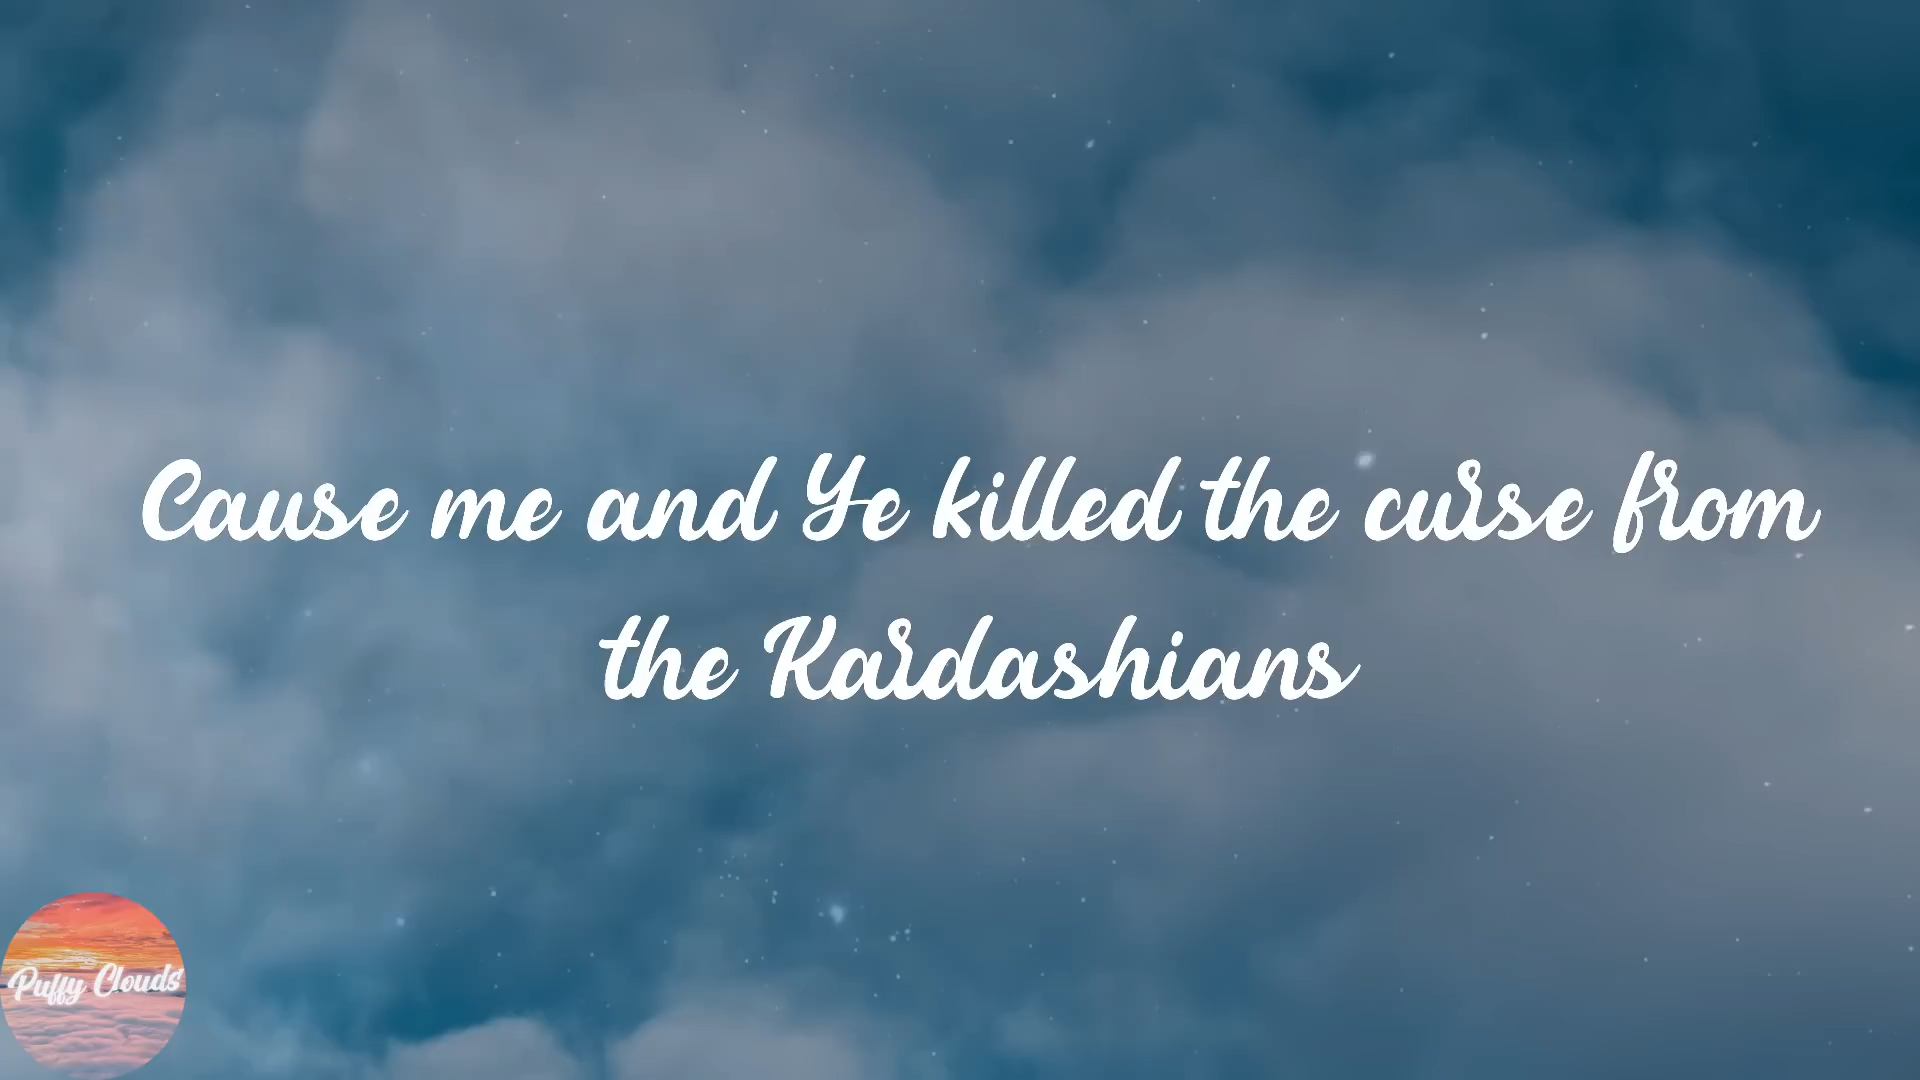 Cause me and Ye killed the curse from
the Kardashians
Puffy Clouds